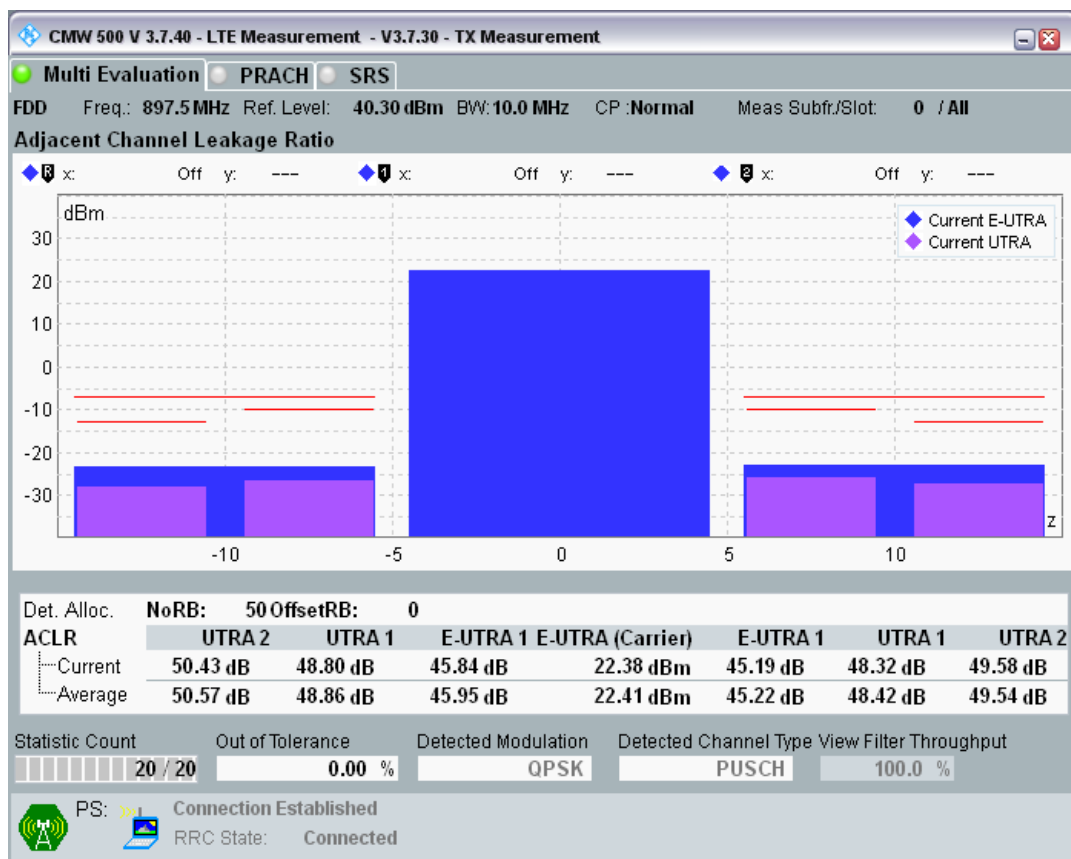 CMW 500 V 3.7.40 - LTE Measurement - V3.7.30 - TX Measurement
Multi Evaluation PRACH SRS
FDD Freq.: 897.5 MHz Ref. Level: 40.30 dBm BW: 10.0 MHz CP :Normal Meas Subfr./Slot: 0 / All
Adjacent Channel Leakage Ratio
R x: Off y: --- 1 x: Off y: --- 2 x: Off y: ---
dBm
Current E-UTRA
Current UTRA
30
20
10
0
-10
-20
-30
z
-10 -5 0 5 10
Det. Alloc. NoRB: 50 OffsetRB: 0
ACLR UTRA 2 UTRA 1 E-UTRA 1 E-UTRA (Carrier) E-UTRA 1 UTRA 1 UTRA 2
Current 50.43 dB 48.80 dB 45.84 dB 22.38 dBm 45.19 dB 48.32 dB 49.58 dB
Average 50.57 dB 48.86 dB 45.95 dB 22.41 dBm 45.22 dB 48.42 dB 49.54 dB
Statistic Count Out of Tolerance Detected Modulation Detected Channel Type View Filter Throughput
20 / 20 0.00 % QPSK PUSCH 100.0 %
PS: Connection Established
RRC State: Connected